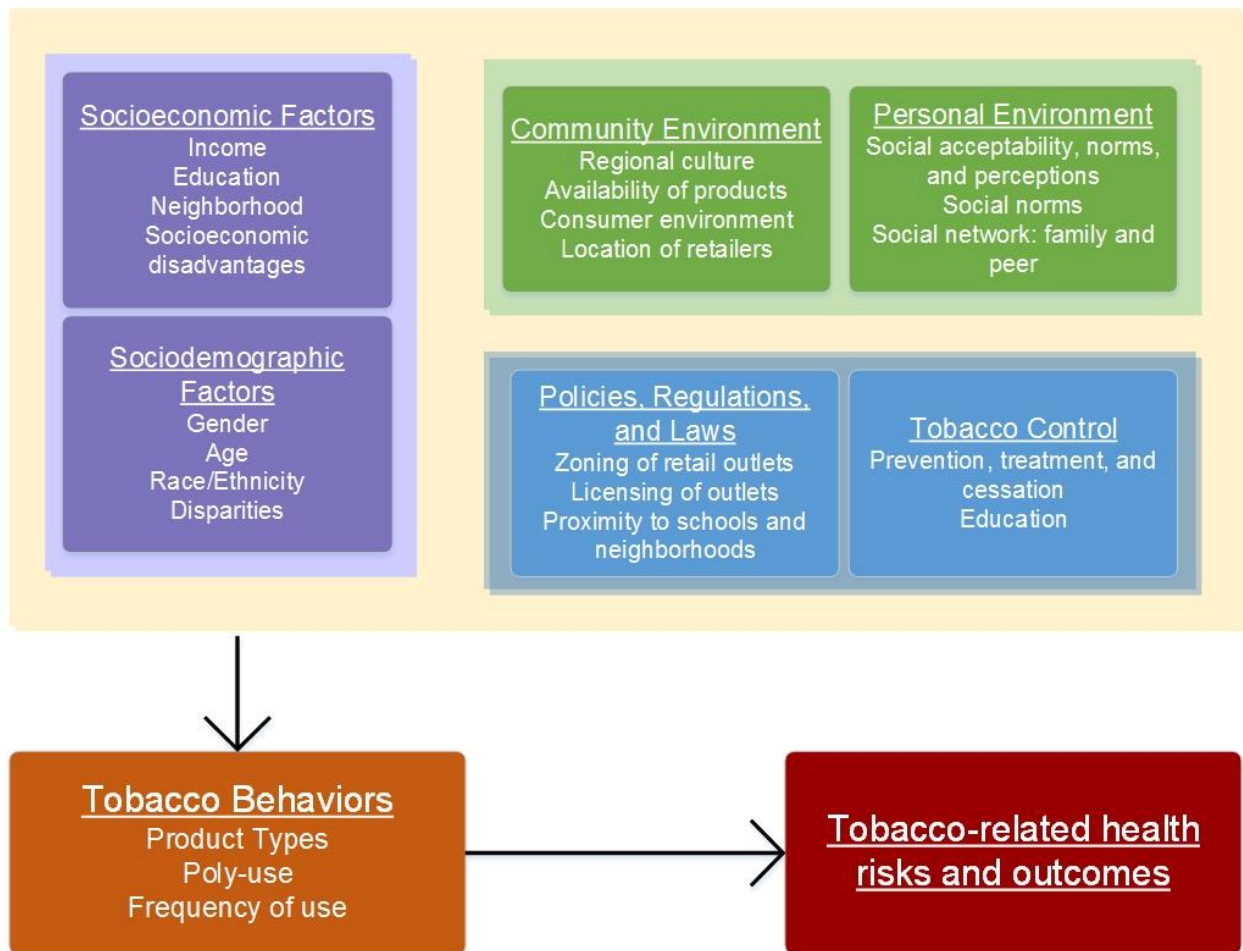 Socioeconomic Factors
Income
Education
Neighborhood
Socioeconomic
disadvantages
Sociodemographic
Factors
Gender
Age
Race/Ethnicity
Disparities
Community Environment
Regional culture
Availability of products
Consumer environment
Location of retailers
Personal Environment
Social acceptability, norms,
and perceptions
Social norms
Social network: family and
peer
Policies, Regulations,
and Laws
Zoning of retail outlets
Licensing of outlets
Proximity to schools and
neighborhoods
Tobacco Control
Prevention, treatment, and
cessation
Education
Tobacco Behaviors
Product Types
Poly-use
Frequency of use
Tobacco-related health
risks and outcomes